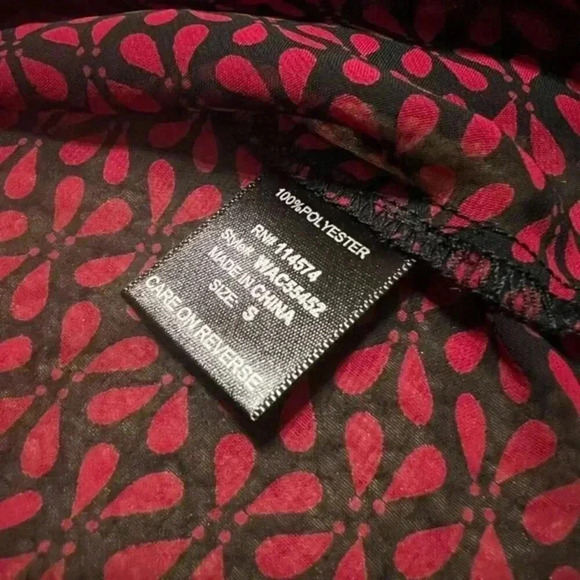 100%POLYESTER
RN# 114574
Style# WAC55452
MADE IN CHINA
SIZE: S
CARE ON REVERSE